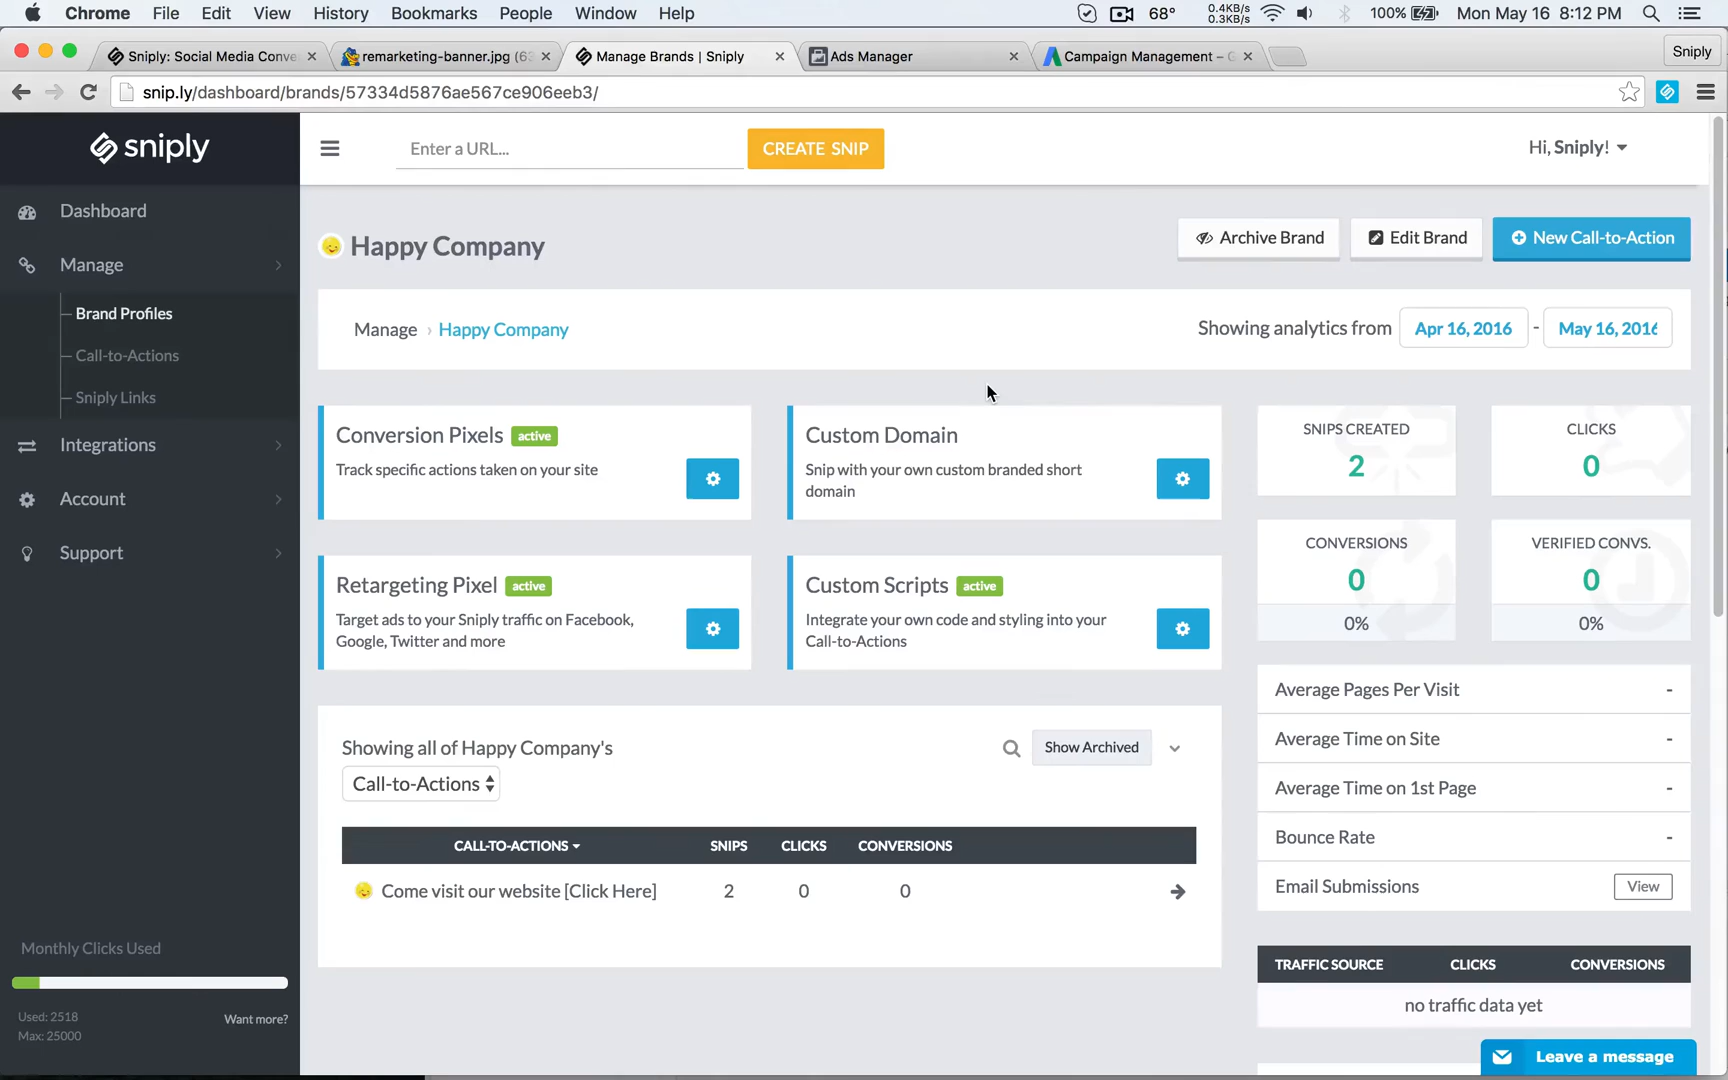 Chrome File Edit View History Bookmarks People Window Help 68° 0.4KB/s 0.3KB/s 100% Mon May 16 8:12 PM
Sniply: Social Media Conve remarketing-banner.jpg (63 Manage Brands | Sniply Ads Manager Campaign Management – G Sniply
snip.ly/dashboard/brands/57334d5876ae567ce906eeb3/
sniply
Enter a URL...
CREATE SNIP
Hi, Sniply!
Dashboard
Manage
Brand Profiles
Call-to-Actions
Sniply Links
Integrations
Account
Support
Monthly Clicks Used
Used: 2518
Max: 25000
Want more?
Happy Company
Archive Brand
Edit Brand
New Call-to-Action
Manage › Happy Company
Showing analytics from Apr 16, 2016 - May 16, 2016
Conversion Pixels active
Track specific actions taken on your site
Custom Domain
Snip with your own custom branded short
domain
Retargeting Pixel active
Target ads to your Sniply traffic on Facebook,
Google, Twitter and more
Custom Scripts active
Integrate your own code and styling into your
Call-to-Actions
SNIPS CREATED
2
CLICKS
0
CONVERSIONS
0
0%
VERIFIED CONVS.
0
0%
Average Pages Per Visit -
Average Time on Site -
Average Time on 1st Page -
Bounce Rate -
Email Submissions View
Showing all of Happy Company's
Call-to-Actions
Show Archived
CALL-TO-ACTIONS SNIPS CLICKS CONVERSIONS
Come visit our website [Click Here] 2 0 0
TRAFFIC SOURCE CLICKS CONVERSIONS
no traffic data yet
Leave a message